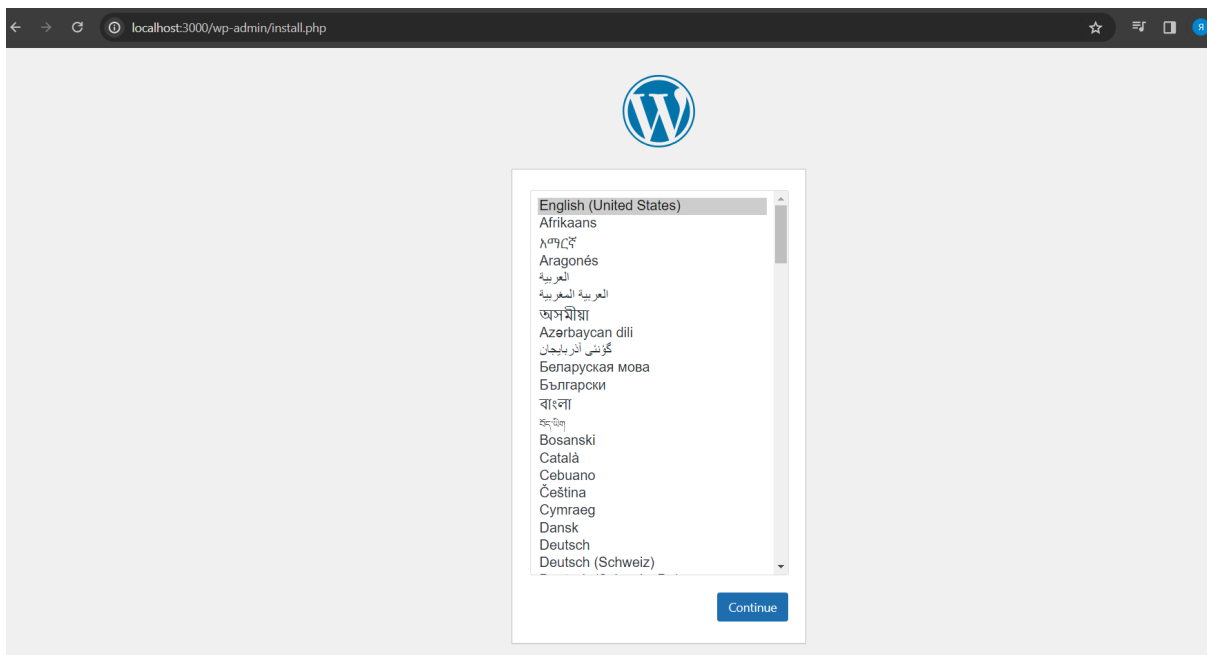 localhost:3000/wp-admin/install.php
Я
English (United States)
Afrikaans
አማርኛ
Aragonés
العربية
العربية المغربية
অসমীয়া
Azərbaycan dili
گؤنئی آذربایجان
Беларуская мова
Български
বাংলা
བོད་ཡིག
Bosanski
Català
Cebuano
Čeština
Cymraeg
Dansk
Deutsch
Deutsch (Schweiz)
Continue